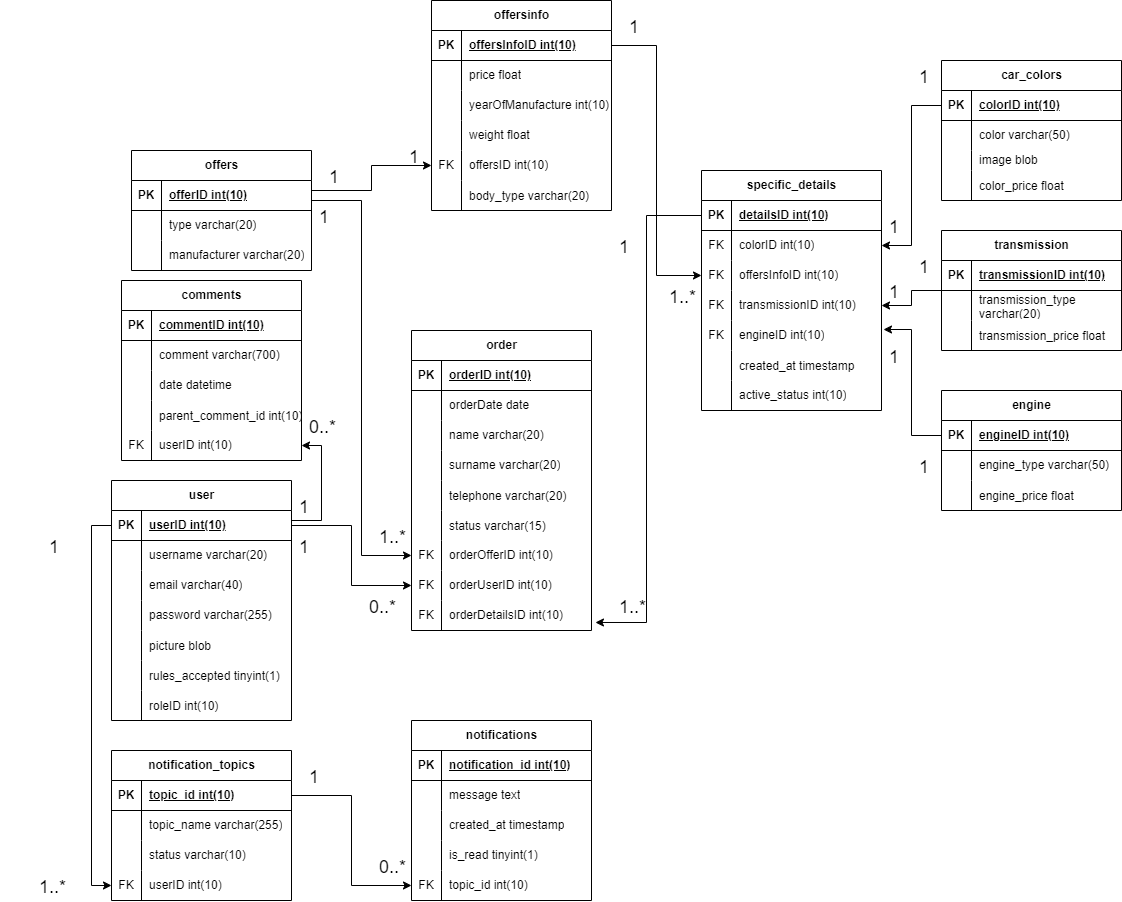 offersinfo
PK offersInfoID int(10)
price float
yearOfManufacture int(10)
weight float
FK offersID int(10)
body_type varchar(20)
1
1
car_colors
PK colorID int(10)
color varchar(50)
image blob
color_price float
1
offers
PK offerID int(10)
type varchar(20)
manufacturer varchar(20)
1
1
specific_details
PK detailsID int(10)
FK colorID int(10)
FK offersInfoID int(10)
FK transmissionID int(10)
FK engineID int(10)
created_at timestamp
active_status int(10)
1
1..*
1
1
1
transmission
PK transmissionID int(10)
transmission_type
varchar(20)
transmission_price float
1
comments
PK commentID int(10)
comment varchar(700)
date datetime
parent_comment_id int(10)
FK userID int(10)
0..*
order
PK orderID int(10)
orderDate date
name varchar(20)
surname varchar(20)
telephone varchar(20)
status varchar(15)
FK orderOfferID int(10)
FK orderUserID int(10)
FK orderDetailsID int(10)
1..*
0..*
1..*
engine
PK engineID int(10)
engine_type varchar(50)
engine_price float
1
user
PK userID int(10)
username varchar(20)
email varchar(40)
password varchar(255)
picture blob
rules_accepted tinyint(1)
roleID int(10)
1
1
1
notification_topics
PK topic_id int(10)
topic_name varchar(255)
status varchar(10)
FK userID int(10)
1
1..*
notifications
PK notification_id int(10)
message text
created_at timestamp
is_read tinyint(1)
FK topic_id int(10)
0..*